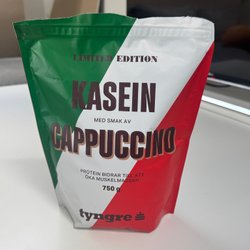 LIMITED EDITION
KASEIN
MED SMAK AV
CAPPUCCINO
PROTEIN BIDRAR TILL ATT
ÖKA MUSKELMASSAN
750 g
tyngre